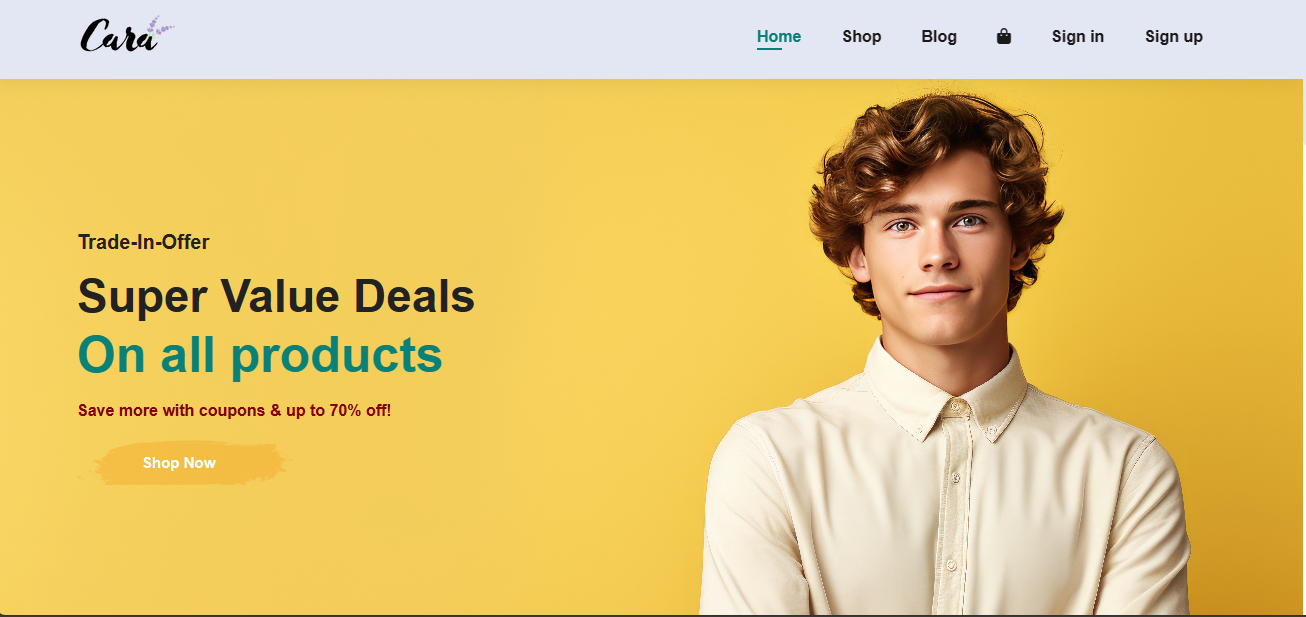 Cara
Home Shop Blog Sign in Sign up
Trade-In-Offer
Super Value Deals
On all products
Save more with coupons & up to 70% off!
Shop Now